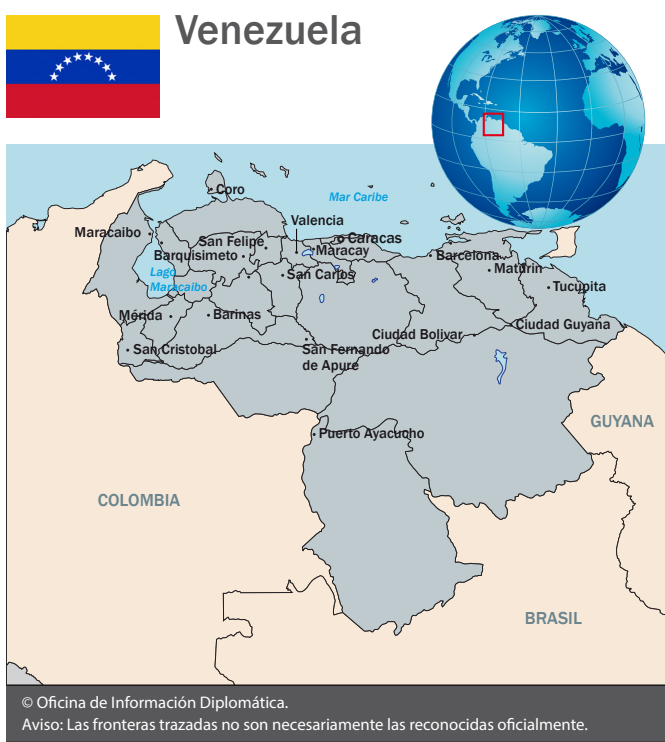 Venezuela
Coro
Mar Caribe
Valencia
Maracaibo
San Felipe
Caracas
Maracay
Barquisimeto
Barcelona
Lago
Maracaibo
San Carlos
Maturín
Tucupita
Mérida
Barinas
Ciudad Guyana
Ciudad Bolivar
San Cristobal
San Fernando
de Apure
GUYANA
Puerto Ayacucho
COLOMBIA
BRASIL
© Oficina de Información Diplomática.
Aviso: Las fronteras trazadas no son necesariamente las reconocidas oficialmente.